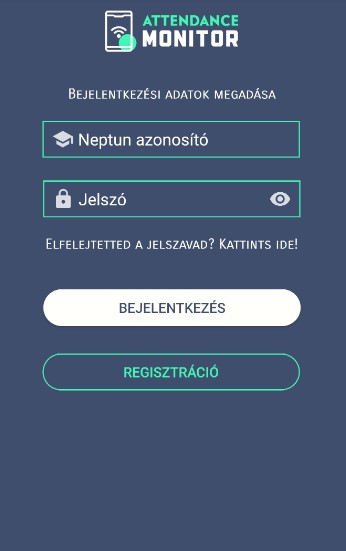 ATTENDANCE
MONITOR
Bejelentkezési adatok megadása
Neptun azonosító
Jelszó
Elfelejtetted a jelszavad? Kattints ide!
BEJELENTKEZÉS
REGISZTRÁCIÓ